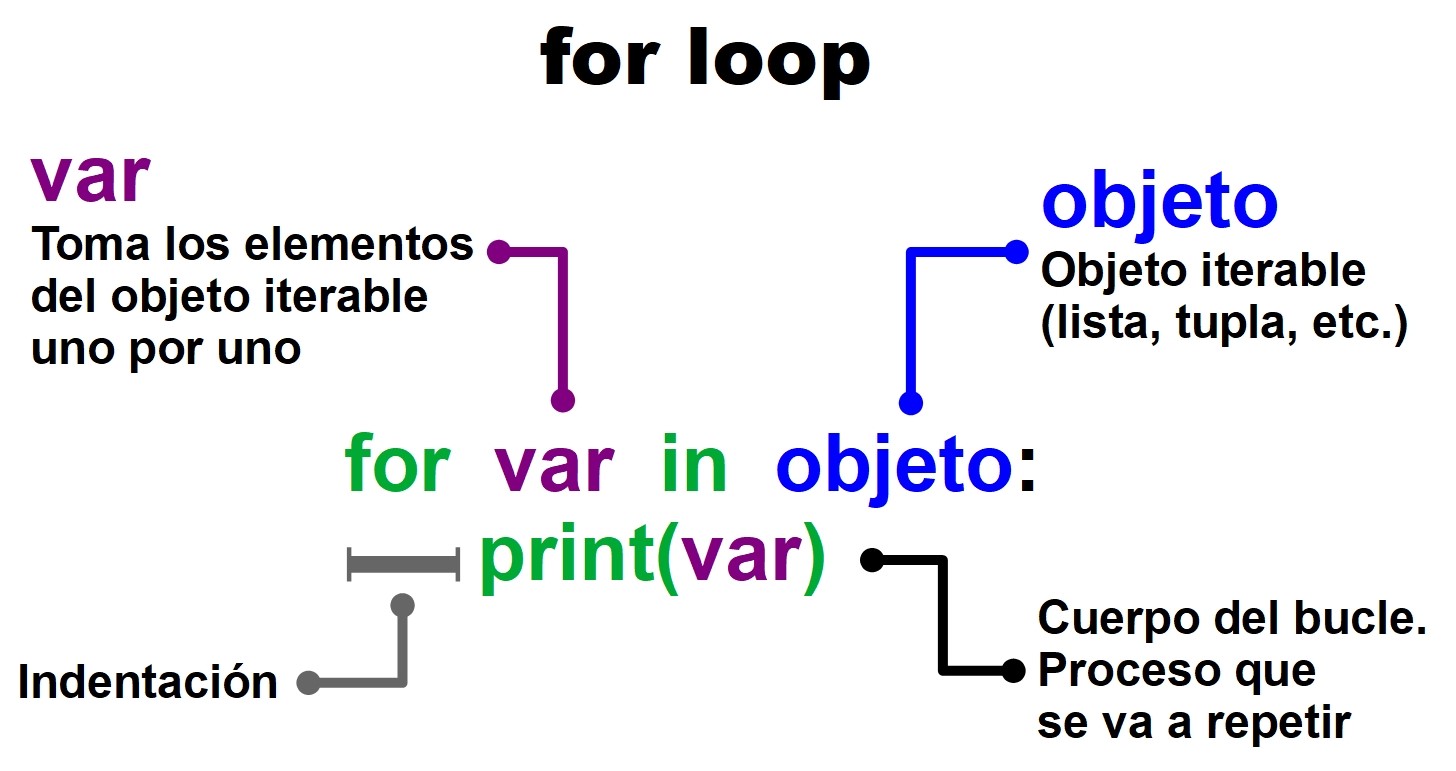 for loop
var
Toma los elementos
del objeto iterable
uno por uno
objeto
Objeto iterable
(lista, tupla, etc.)
for var in objeto:
print(var)
Indentación
Cuerpo del bucle.
Proceso que
se va a repetir